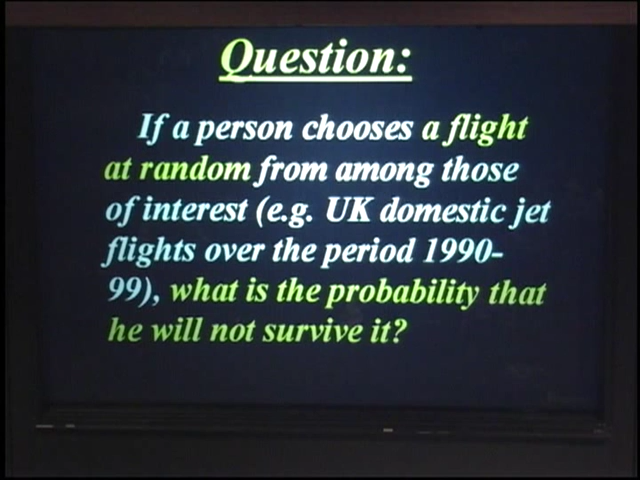 Question:
If a person chooses a flight
at random from among those
of interest (e.g. UK domestic jet
flights over the period 1990-
99), what is the probability that
he will not survive it?